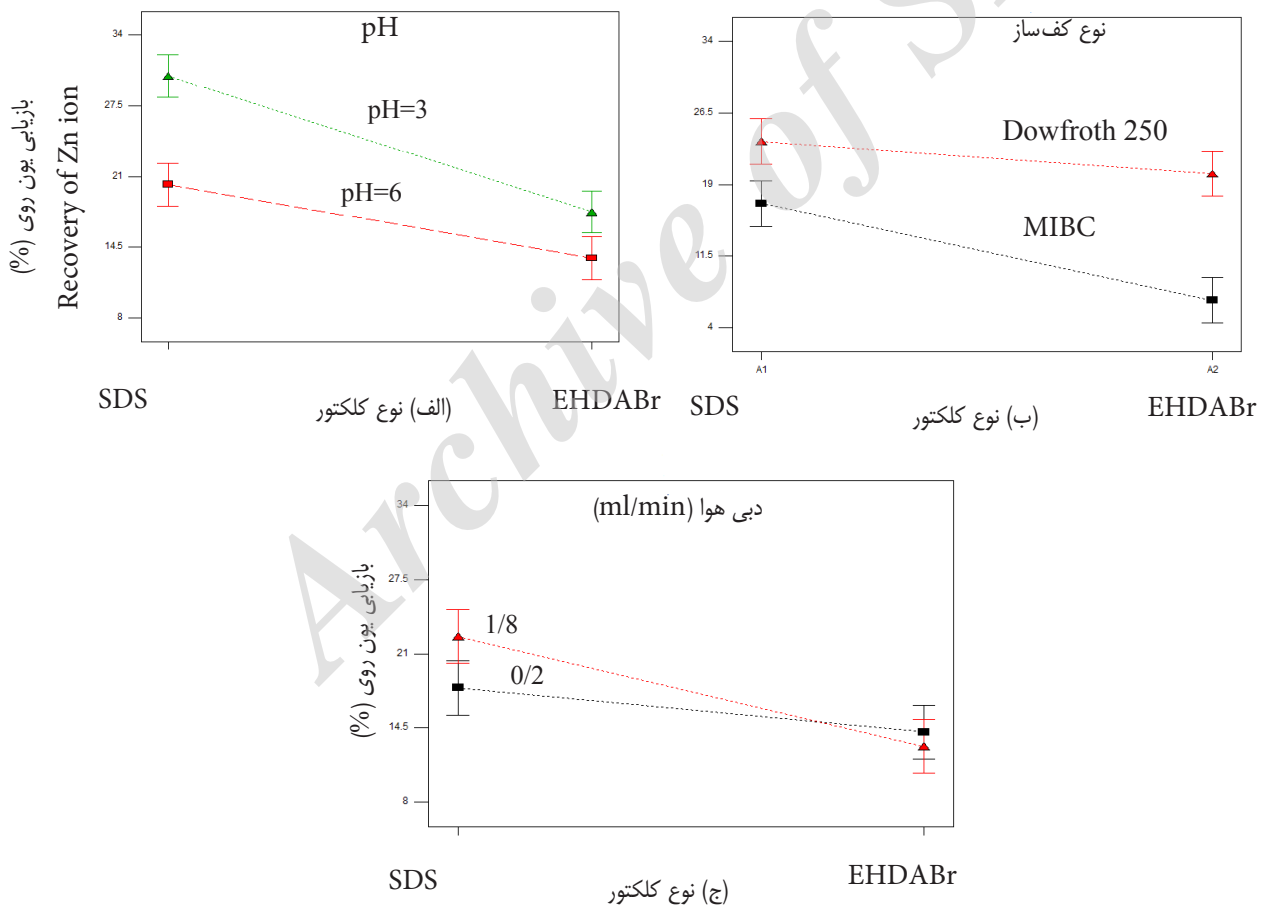 pH
34
27.5
21
14.5
8
بازیابی یون روی (%)
Recovery of Zn ion
pH=3
pH=6
SDS
EHDABr
(الف) نوع کلکتور
نوع کف‌ساز
34
26.5
19
11.5
4
Dowfroth 250
MIBC
A1
A2
SDS
EHDABr
(ب) نوع کلکتور
دبی هوا (ml/min)
34
27.5
21
14.5
8
بازیابی یون روی (%)
1/8
0/2
SDS
EHDABr
(ج) نوع کلکتور
Archive of S